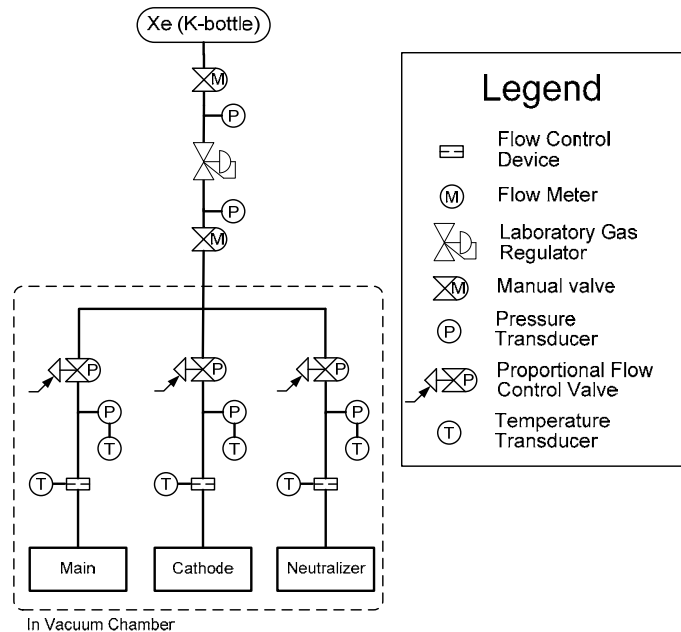 Xe (K-bottle)
M
P
P
M
P
P
P
P
P
P
T
T
T
T
T
T
Main
Cathode
Neutralizer
In Vacuum Chamber
Legend
Flow Control
Device
M
Flow Meter
Laboratory Gas
Regulator
M
Manual valve
P
Pressure
Transducer
P
Proportional Flow
Control Valve
T
Temperature
Transducer